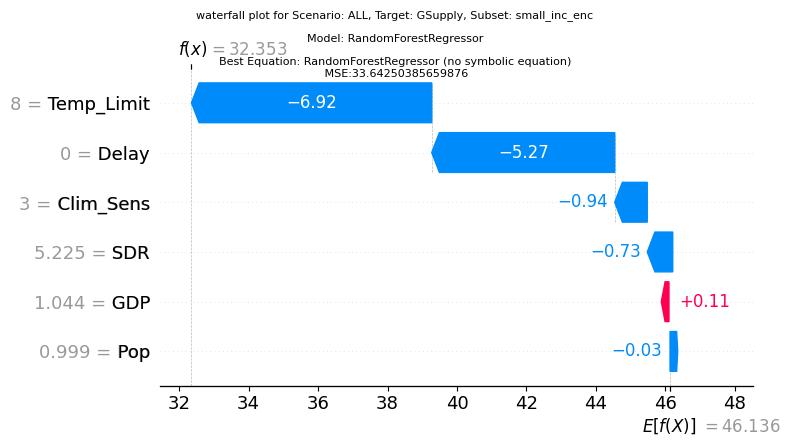 waterfall plot for Scenario: ALL, Target: GSupply, Subset: small_inc_enc
Model: RandomForestRegressor
f(x) = 32.353
Best Equation: RandomForestRegressor (no symbolic equation)
MSE:33.64250385659876
8 = Temp_Limit −6.92
0 = Delay −5.27
3 = Clim_Sens −0.94
5.225 = SDR −0.73
1.044 = GDP +0.11
0.999 = Pop −0.03
32 34 36 38 40 42 44 46 48
E[f(X)] = 46.136